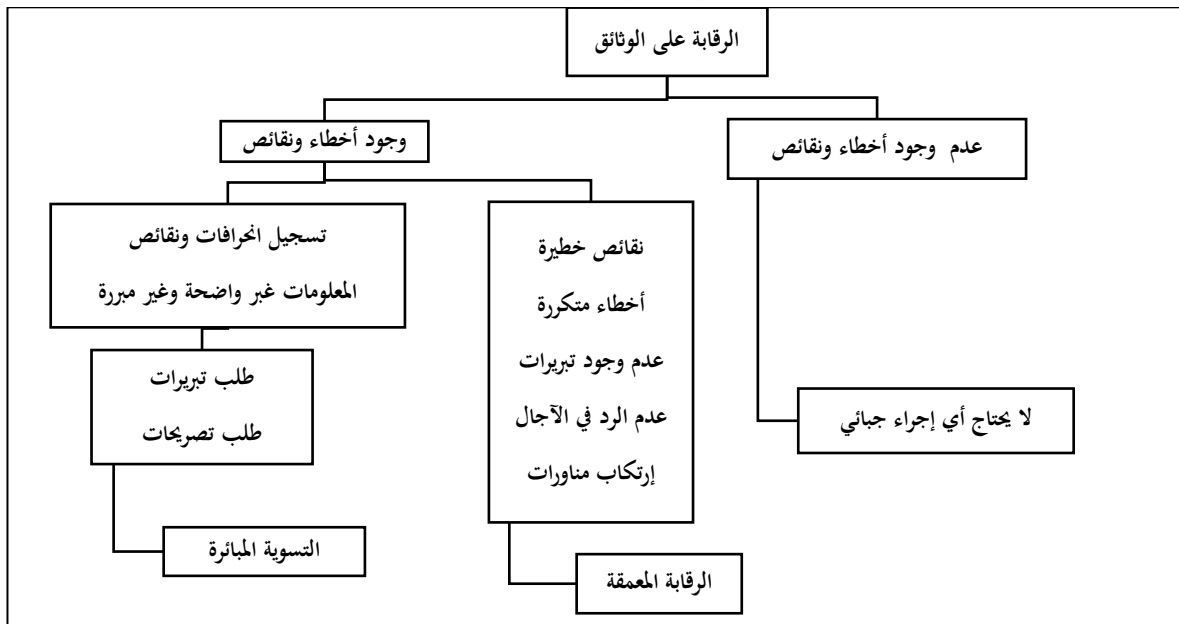 الرقابة على الوثائق
عدم وجود أخطاء ونقائص
وجود أخطاء ونقائص
نقائص خطيرة
أخطاء متكررة
عدم وجود تبريرات
عدم الرد في الآجال
إرتكاب مناورات
تسجيل انحرافات ونقائص
المعلومات غبر واضحة وغير مبررة
طلب تبريرات
طلب تصريحات
لا يحتاج أي إجراء جبائي
التسوية المبائرة
الرقابة المعمقة